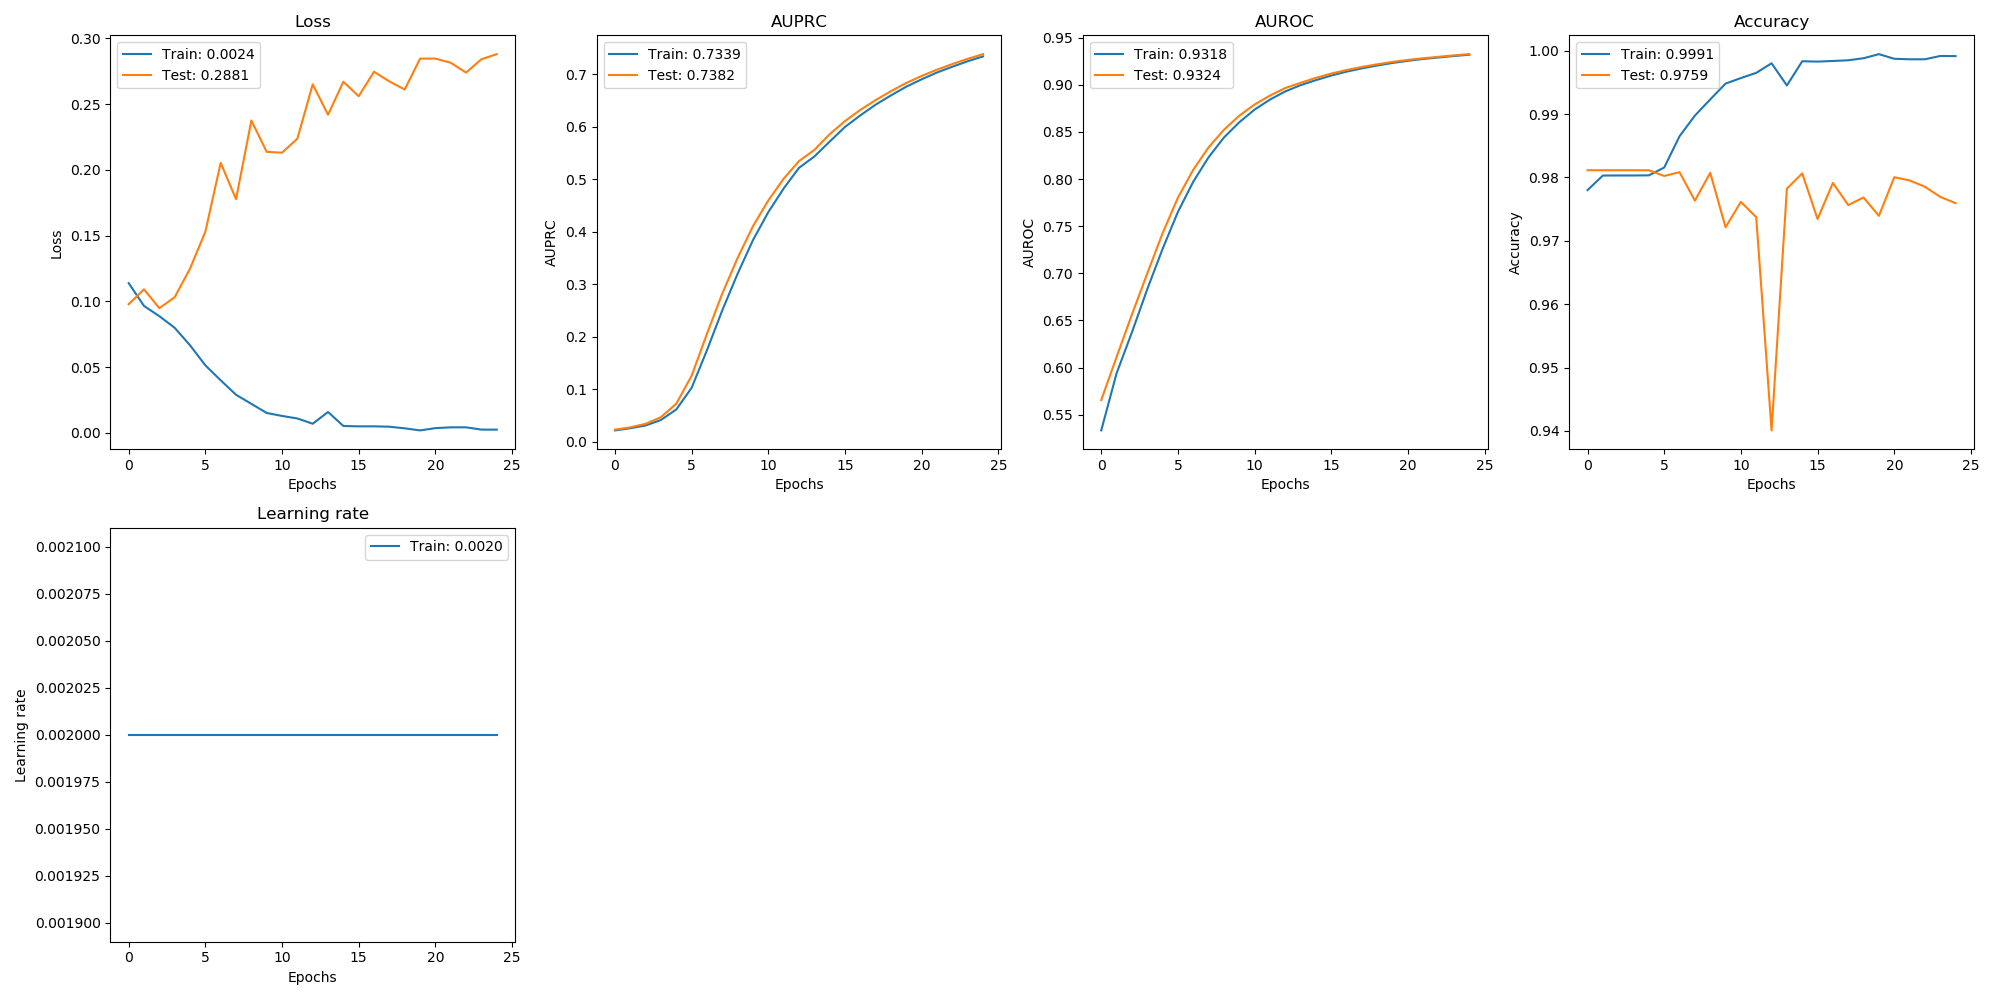 Loss
Train: 0.0024
Test: 0.2881
0.30
0.25
0.20
0.15
0.10
0.05
0.00
Loss
0 5 10 15 20 25
Epochs
AUPRC
Train: 0.7339
Test: 0.7382
0.7
0.6
0.5
0.4
0.3
0.2
0.1
0.0
AUPRC
0 5 10 15 20 25
Epochs
AUROC
Train: 0.9318
Test: 0.9324
0.95
0.90
0.85
0.80
0.75
0.70
0.65
0.60
0.55
AUROC
0 5 10 15 20 25
Epochs
Accuracy
Train: 0.9991
Test: 0.9759
1.00
0.99
0.98
0.97
0.96
0.95
0.94
Accuracy
0 5 10 15 20 25
Epochs
Learning rate
Train: 0.0020
0.002100
0.002075
0.002050
0.002025
0.002000
0.001975
0.001950
0.001925
0.001900
Learning rate
0 5 10 15 20 25
Epochs